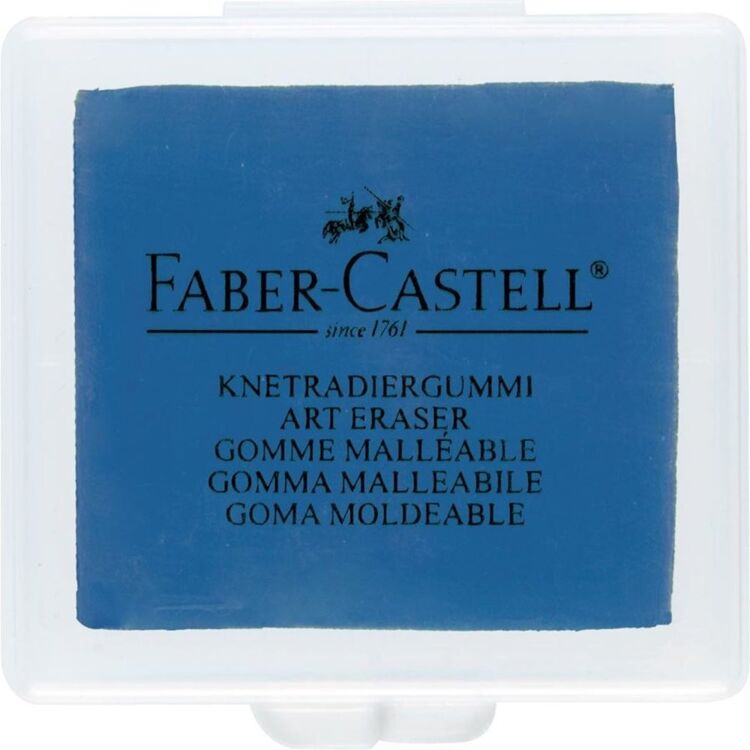 FABER-CASTELL®
since 1761
KNETRADIERGUMMI
ART ERASER
GOMME MALLÉABLE
GOMMA MALLEABILE
GOMA MOLDEABLE